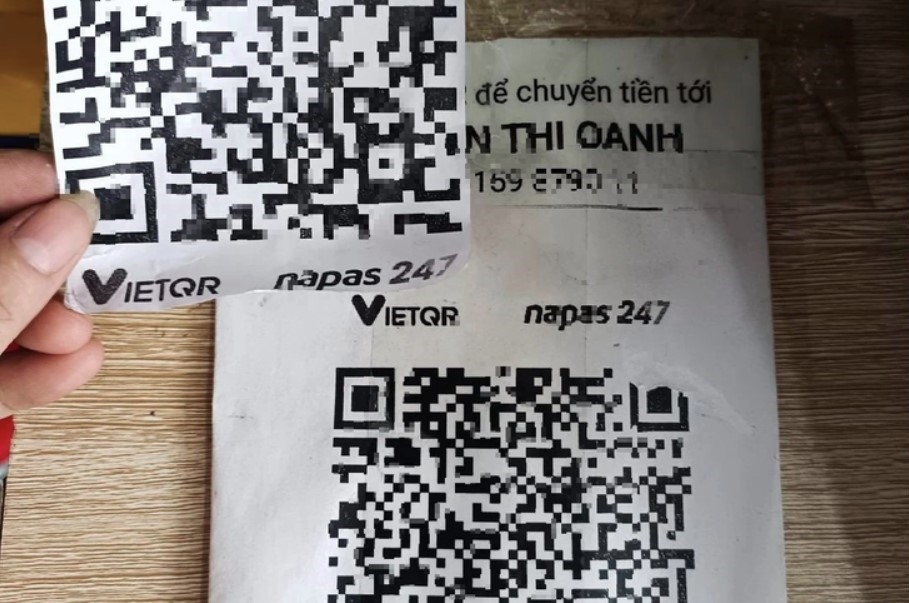 để chuyển tiền tới
N THI OANH
VIETQR napas 247
VIETQR napas 247